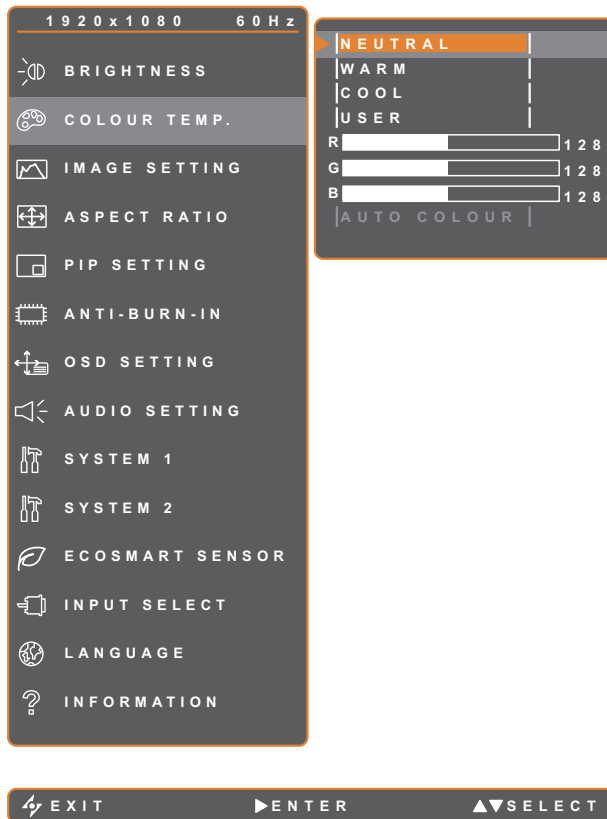 1920x1080 60Hz
BRIGHTNESS
COLOUR TEMP.
IMAGE SETTING
ASPECT RATIO
PIP SETTING
ANTI-BURN-IN
OSD SETTING
AUDIO SETTING
SYSTEM 1
SYSTEM 2
ECOSMART SENSOR
INPUT SELECT
LANGUAGE
INFORMATION
NEUTRAL
WARM
COOL
USER
R 128
G 128
B 128
AUTO COLOUR
EXIT ▶ENTER ▲▼SELECT